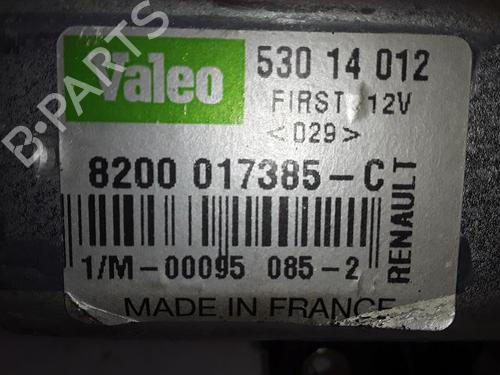 Valeo
530 14 012
FIRST 12V
<029>
8200 017385-C
RENAULT
1/M-00095 085-2
MADE IN FRANCE
B-PARTS